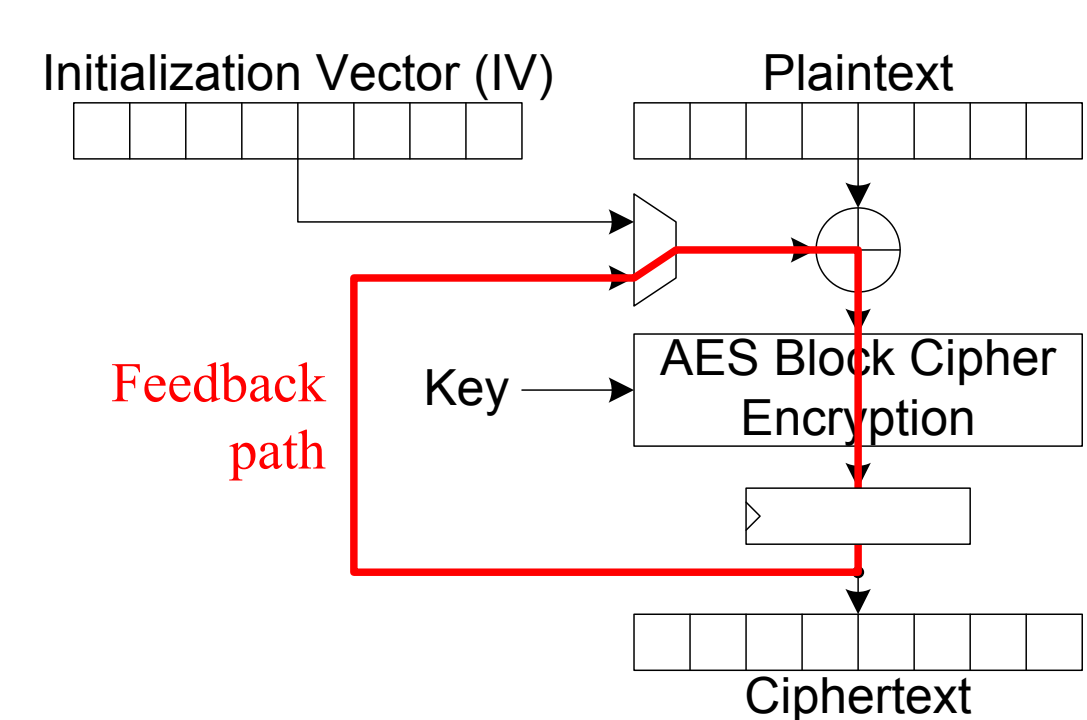 Initialization Vector (IV)
Plaintext
AES Block Cipher
Encryption
Key
Feedback
path
Ciphertext